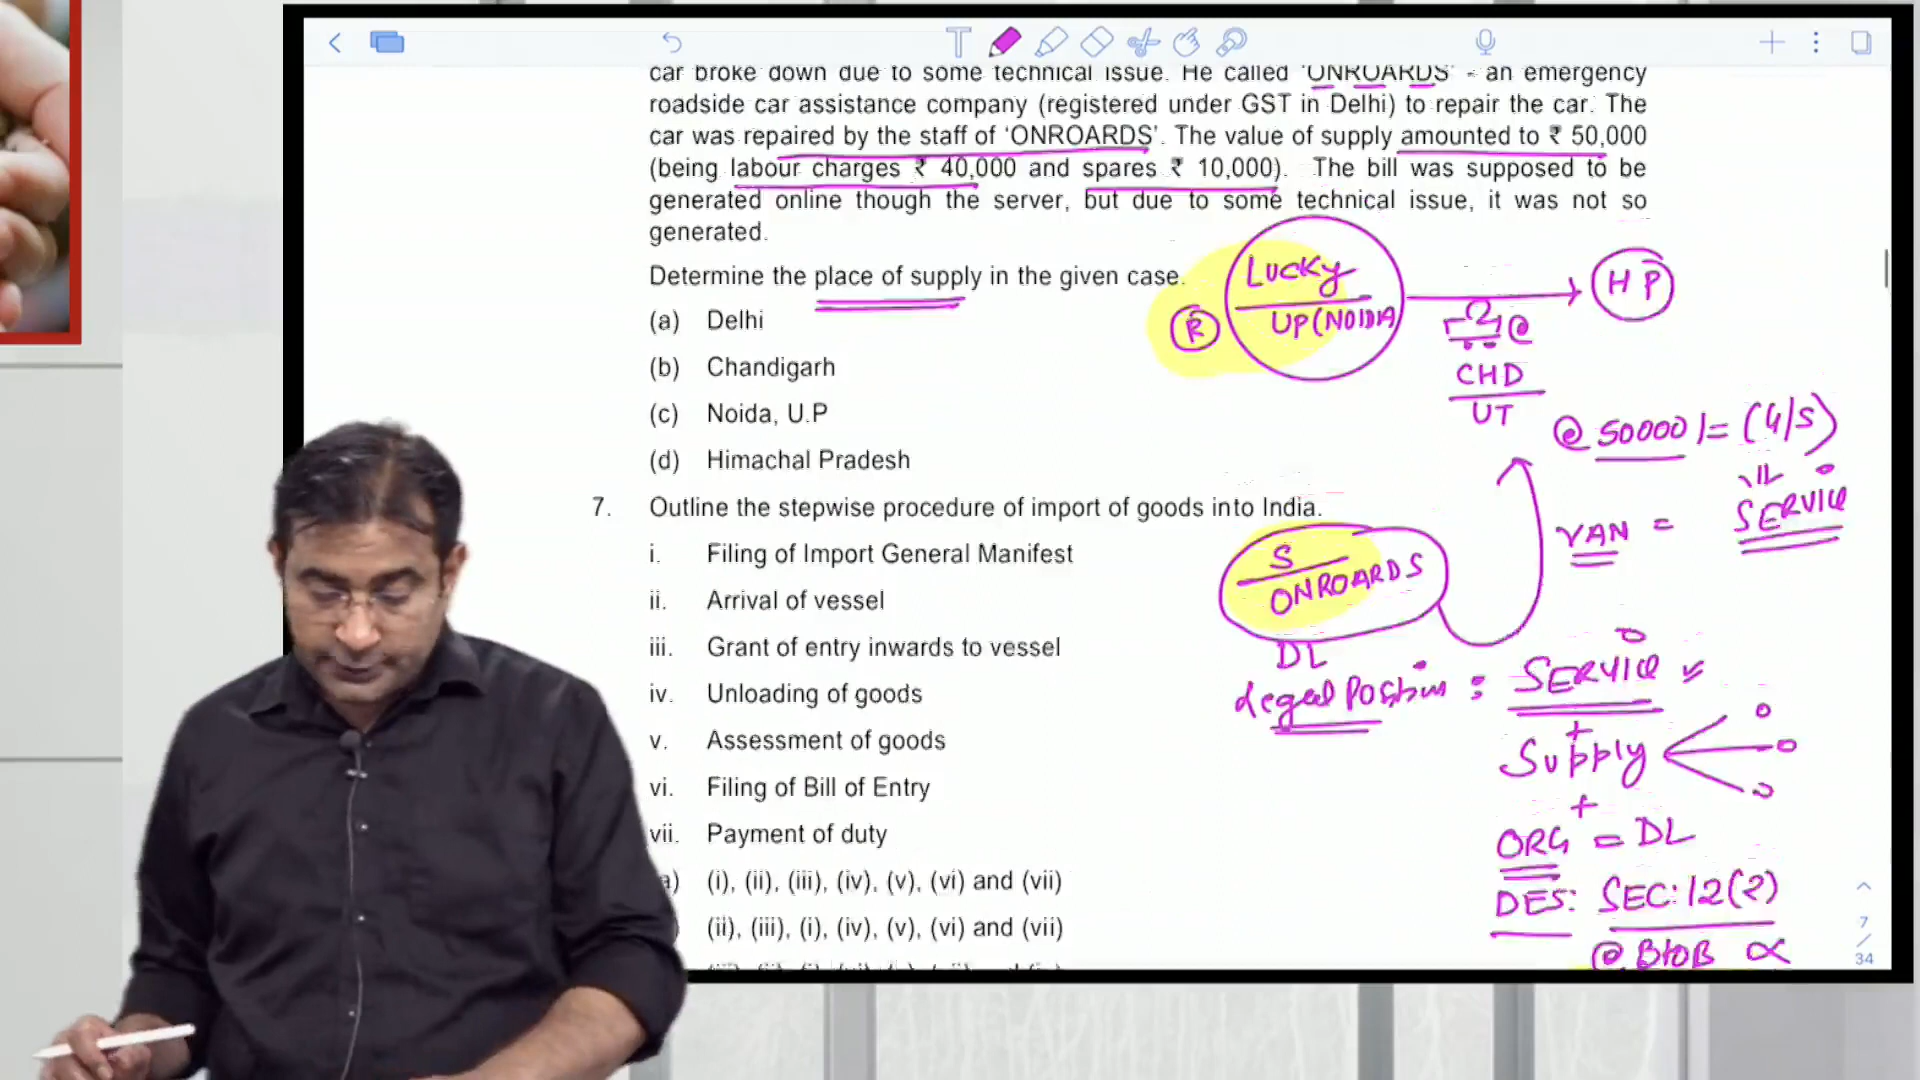 car broke down due to some technical issue. He called 'ONROARDS' - an emergency
roadside car assistance company (registered under GST in Delhi) to repair the car. The
car was repaired by the staff of 'ONROARDS'. The value of supply amounted to ₹ 50,000
(being labour charges ₹ 40,000 and spares ₹ 10,000). The bill was supposed to be
generated online though the server, but due to some technical issue, it was not so
generated.
Determine the place of supply in the given case.
(a) Delhi
(b) Chandigarh
(c) Noida, U.P
(d) Himachal Pradesh
LUCKY
UP(NOIDA)
R
HP
CHD
UT
@ 50000/= (4/5)
VAN = SERVICE
7. Outline the stepwise procedure of import of goods into India.
i. Filing of Import General Manifest
ii. Arrival of vessel
iii. Grant of entry inwards to vessel
iv. Unloading of goods
v. Assessment of goods
vi. Filing of Bill of Entry
vii. Payment of duty
a) (i), (ii), (iii), (iv), (v), (vi) and (vii)
) (ii), (iii), (i), (iv), (v), (vi) and (vii)
S
ONROARDS
DL
Legal Position : SERVICE
+
Supply
+
ORG = DL
DES: SEC:12(2)
@ BtoB
7
/
34